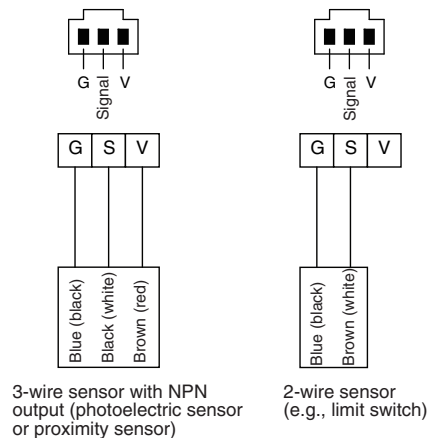 G Signal V
G S V
Blue (black)
Black (white)
Brown (red)
3-wire sensor with NPN
output (photoelectric sensor
or proximity sensor)
G Signal V
G S V
Blue (black)
Brown (white)
2-wire sensor
(e.g., limit switch)